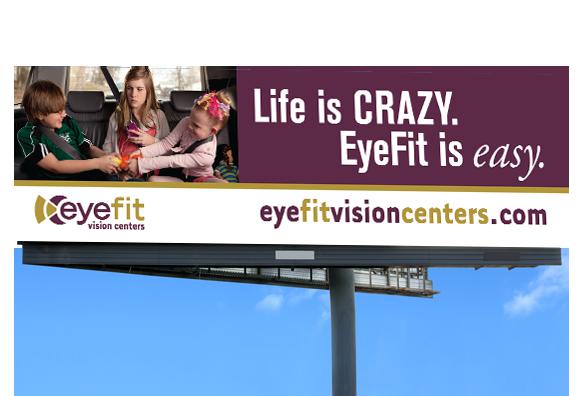 Life is CRAZY.
EyeFit is easy.
eyefit
vision centers
eyefitvisioncenters.com